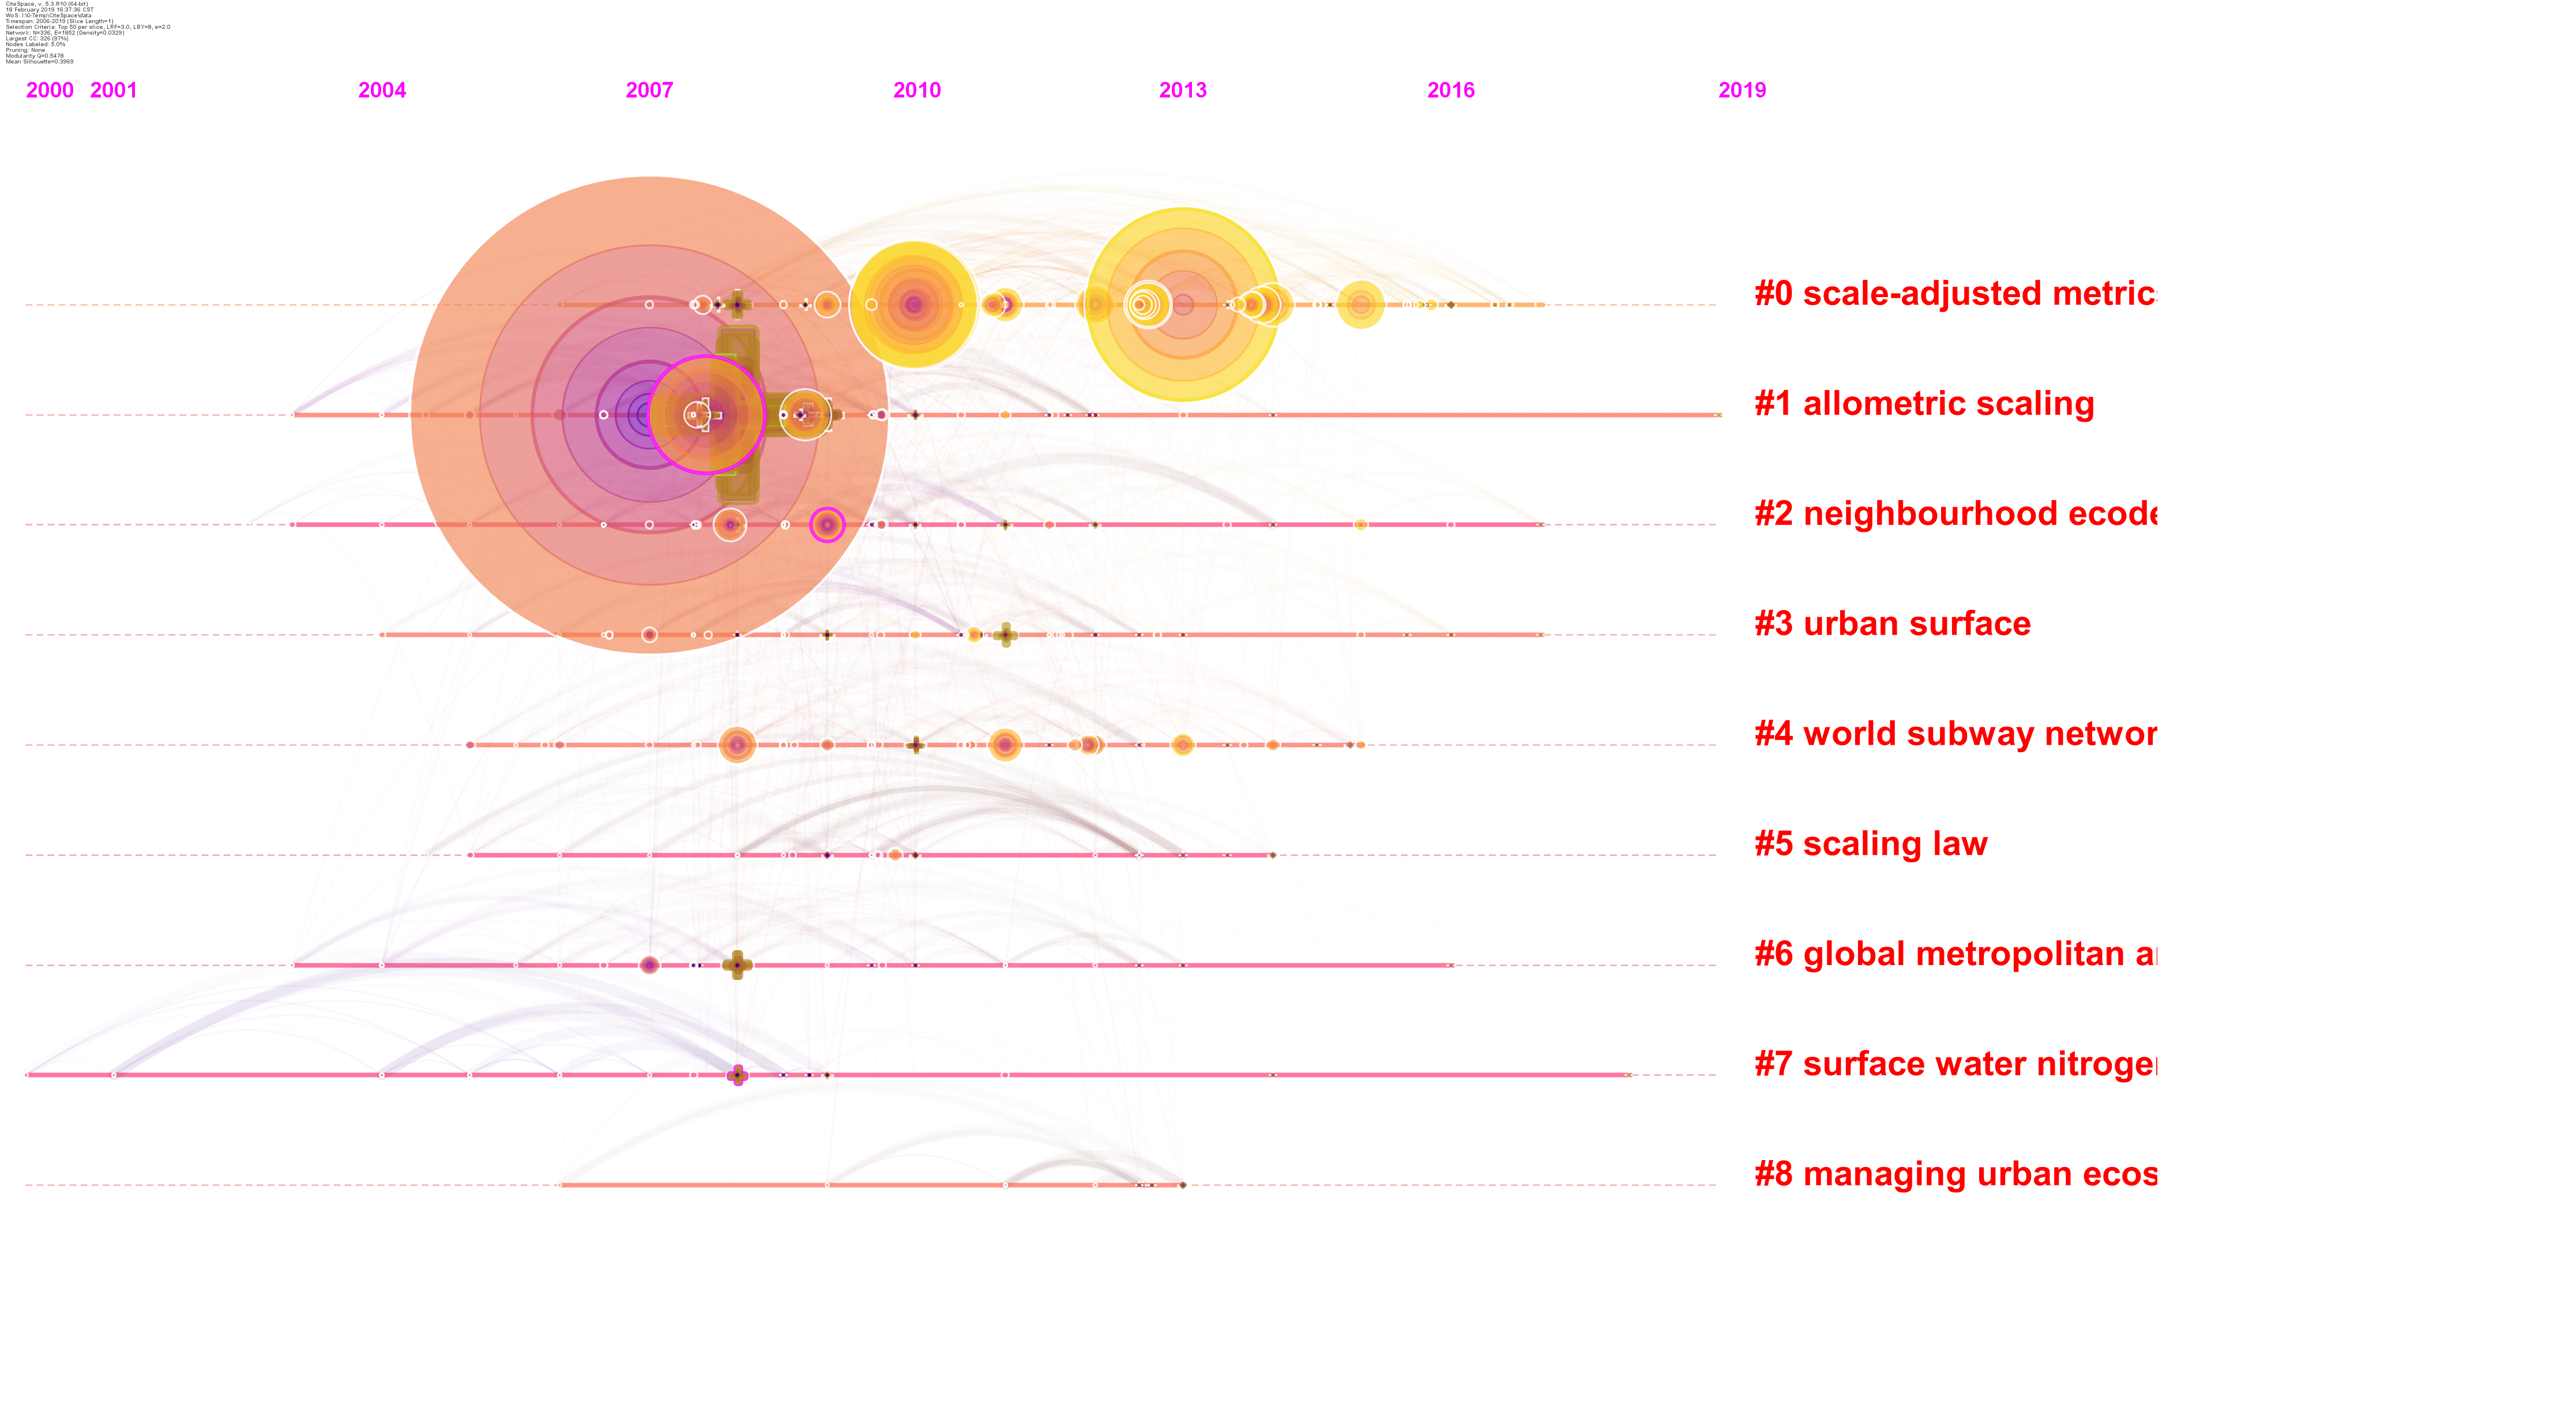 CiteSpace, v. 5.3.R10 (64-bit)
18 February 2019 16:37:36 CST
WoS: I:\0-Temp\CiteSpace\data
Timespan: 2006-2019 (Slice Length=1)
Selection Criteria: Top 50 per slice, LRF=3.0, LBY=8, e=2.0
Network: N=336, E=1852 (Density=0.0329)
Largest CC: 326 (97%)
Nodes Labeled: 5.0%
Pruning: None
Modularity Q=0.5478
Mean Silhouette=0.3969
2000 2001 2004 2007 2010 2013 2016 2019
#0 scale-adjusted metric
#1 allometric scaling
#2 neighbourhood ecode
#3 urban surface
#4 world subway networ
#5 scaling law
#6 global metropolitan a
#7 surface water nitroge
#8 managing urban ecos